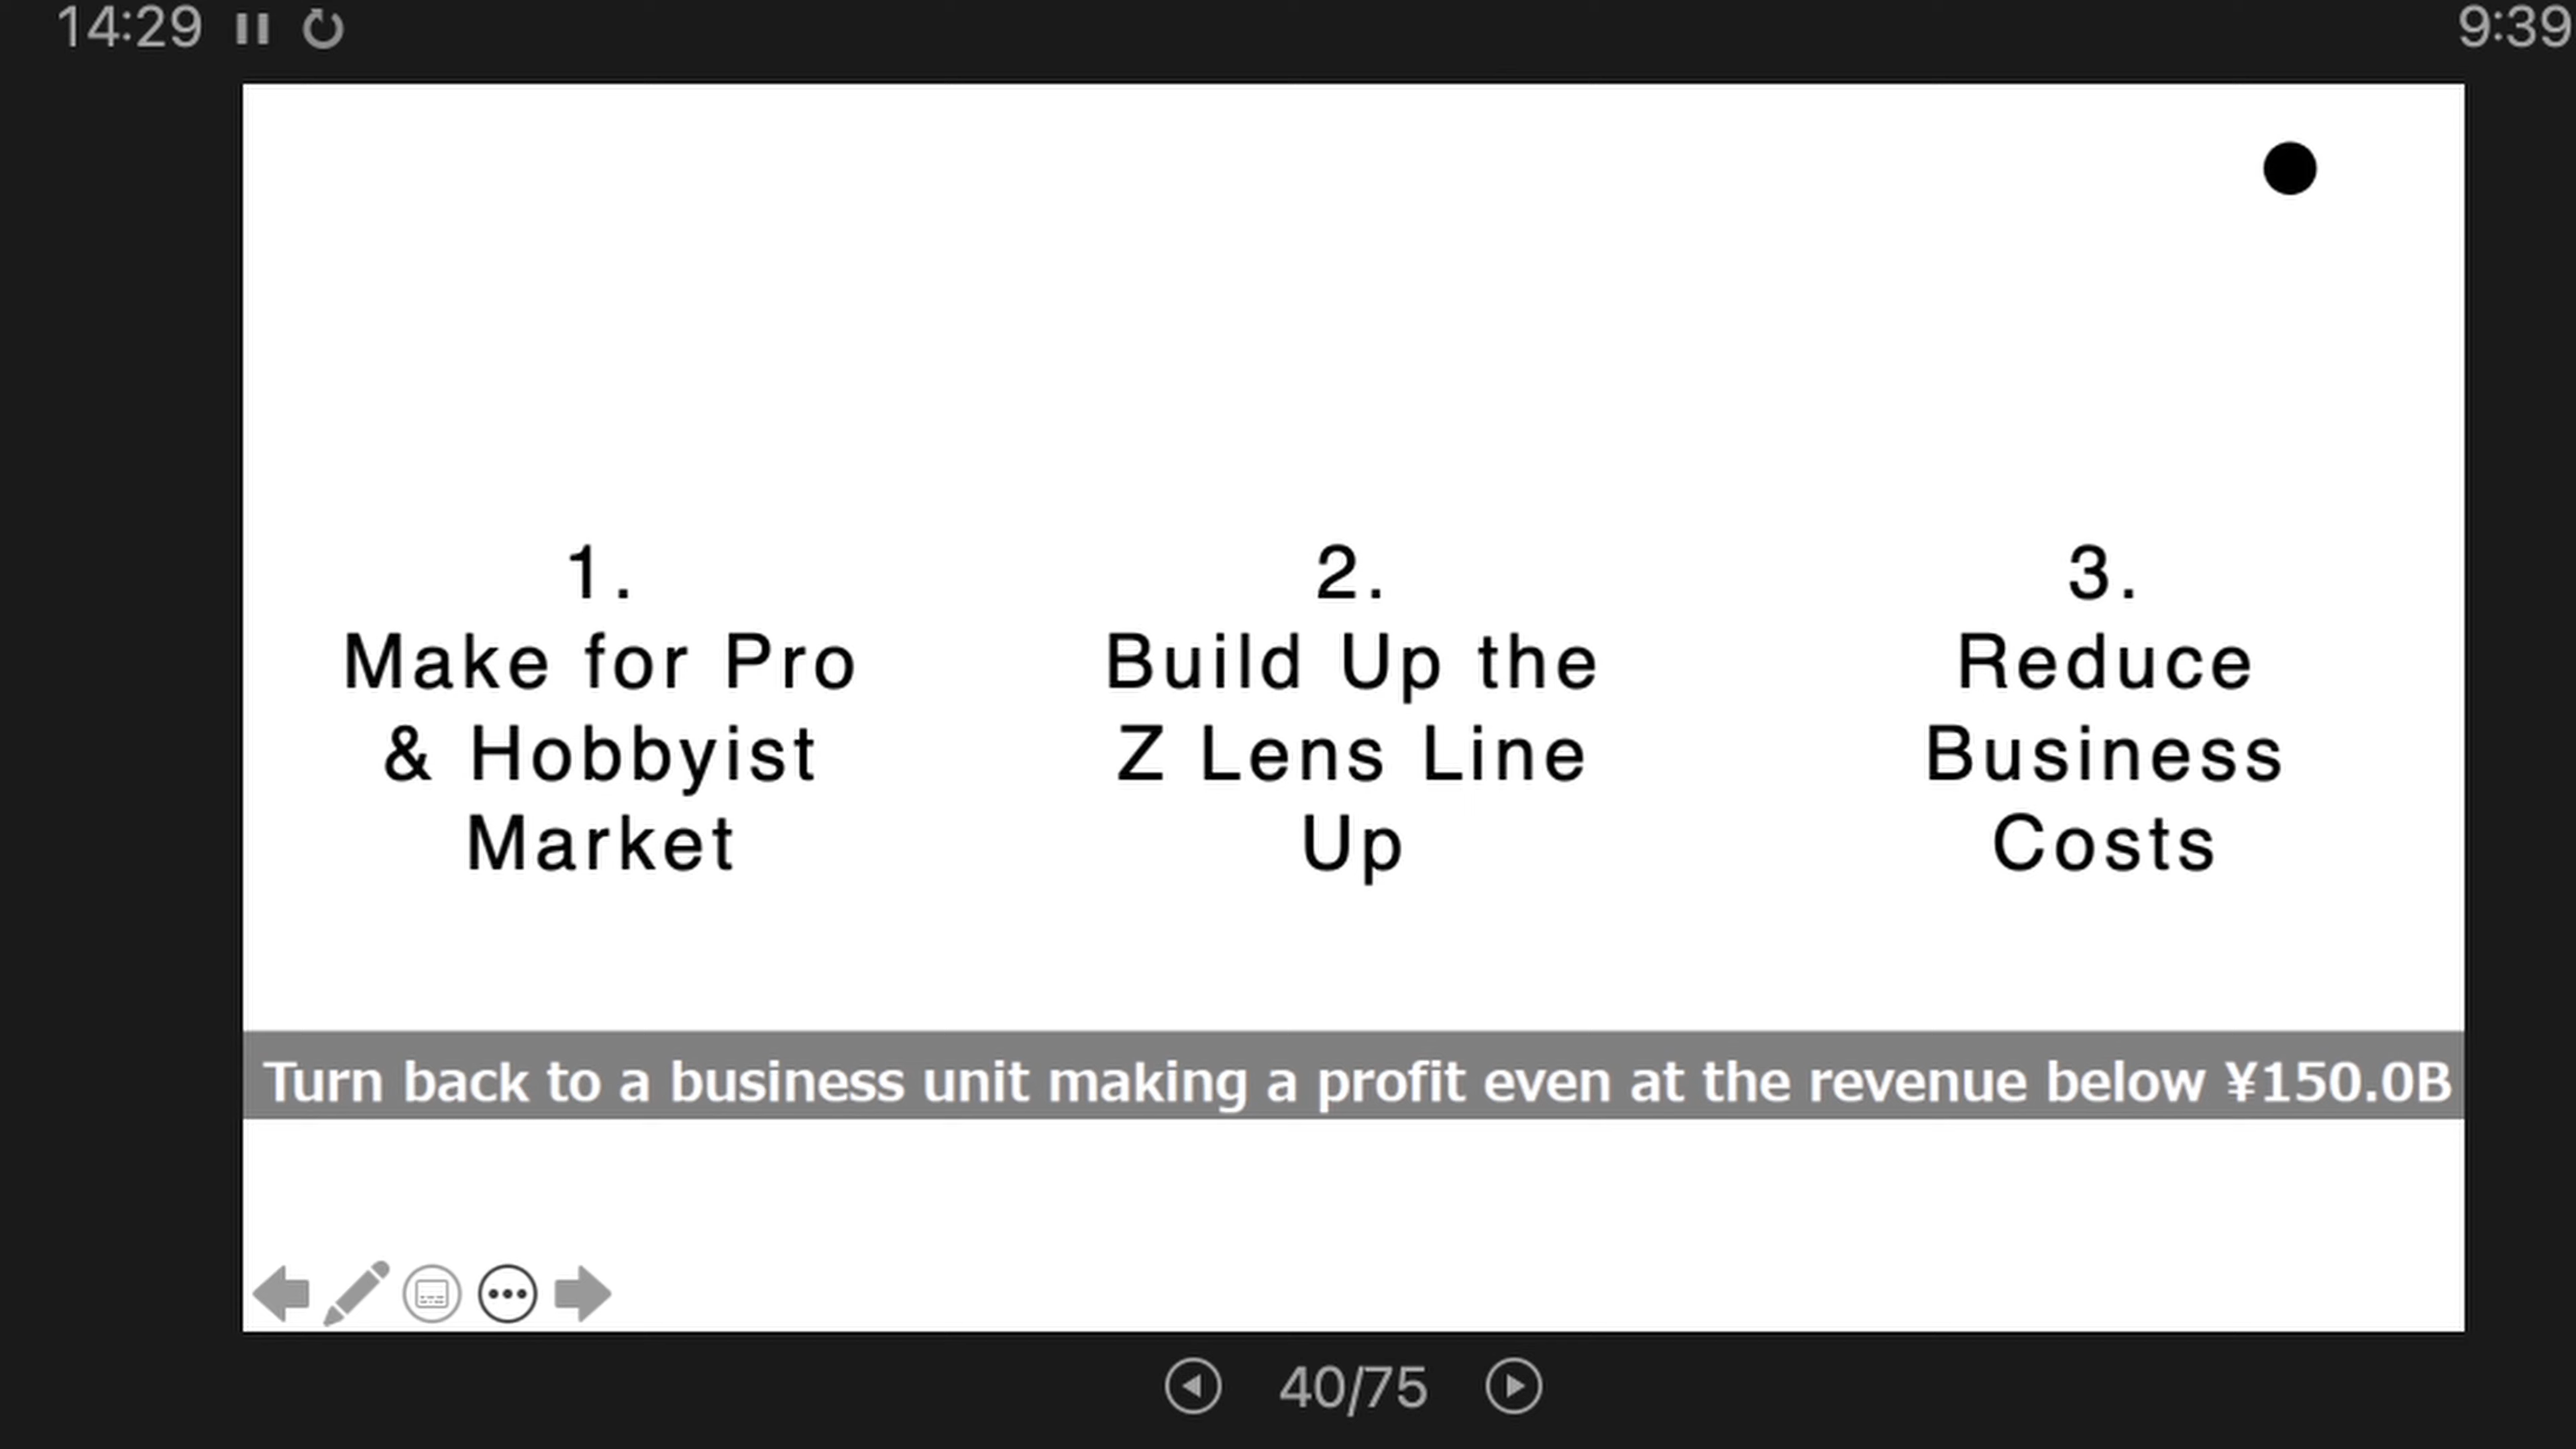 14:29
9:39
1.
Make for Pro
& Hobbyist
Market
2.
Build Up the
Z Lens Line
Up
3.
Reduce
Business
Costs
Turn back to a business unit making a profit even at the revenue below ¥150.0B
40/75